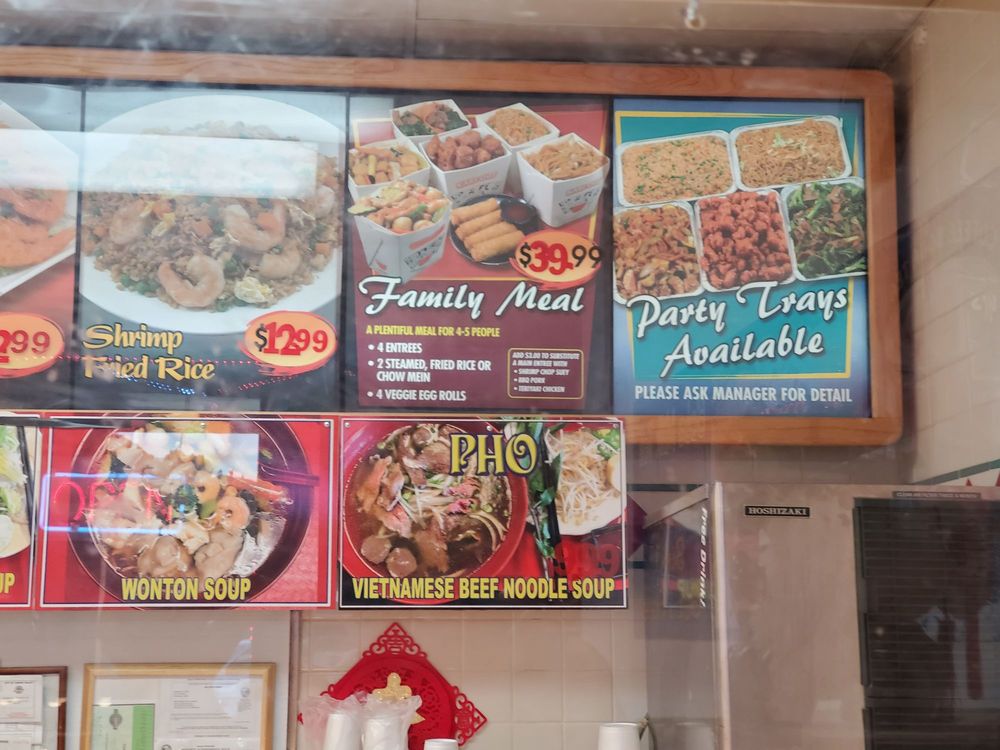 Shrimp
Fried Rice
$12.99
$39.99
Family Meal
A PLENTIFUL MEAL FOR 4-5 PEOPLE
• 4 ENTREES
• 2 STEAMED, FRIED RICE OR
CHOW MEIN
• 4 VEGGIE EGG ROLLS
ADD $3.00 TO SUBSTITUTE
A MAIN ENTREE WITH
• SHRIMP CHOP SUEY
• BBQ PORK
• TERIYAKI CHICKEN
Party Trays
Available
PLEASE ASK MANAGER FOR DETAIL
WONTON SOUP
PHO
VIETNAMESE BEEF NOODLE SOUP
Free Drink!
HOSHIZAKI